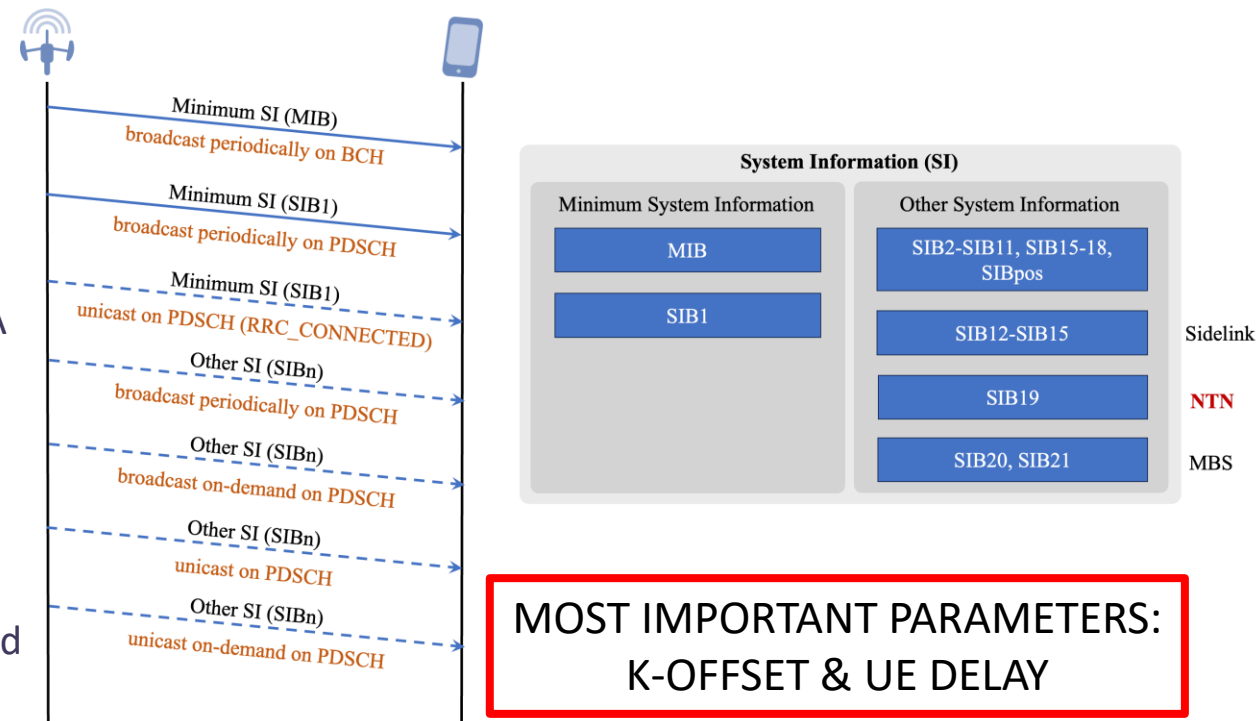 Minimum SI (MIB)
broadcast periodically on BCH
Minimum SI (SIB1)
broadcast periodically on PDSCH
Minimum SI (SIB1)
unicast on PDSCH (RRC_CONNECTED)
Other SI (SIBn)
broadcast periodically on PDSCH
Other SI (SIBn)
broadcast on-demand on PDSCH
Other SI (SIBn)
unicast on PDSCH
Other SI (SIBn)
unicast on-demand on PDSCH
A
d
System Information (SI)
Minimum System Information
MIB
SIB1
Other System Information
SIB2-SIB11, SIB15-18,
SIBpos
SIB12-SIB15
Sidelink
SIB19
NTN
SIB20, SIB21
MBS
MOST IMPORTANT PARAMETERS:
K-OFFSET & UE DELAY